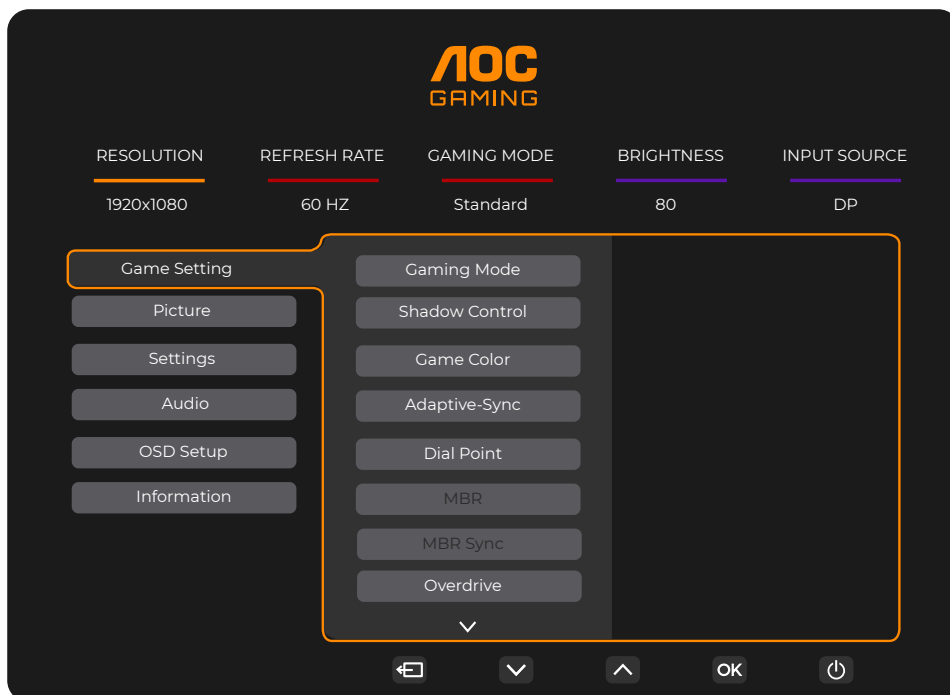 AOC
GAMING
RESOLUTION REFRESH RATE GAMING MODE BRIGHTNESS INPUT SOURCE
1920x1080 60 HZ Standard 80 DP
Game Setting
Picture
Settings
Audio
OSD Setup
Information
Gaming Mode
Shadow Control
Game Color
Adaptive-Sync
Dial Point
MBR
MBR Sync
Overdrive
OK